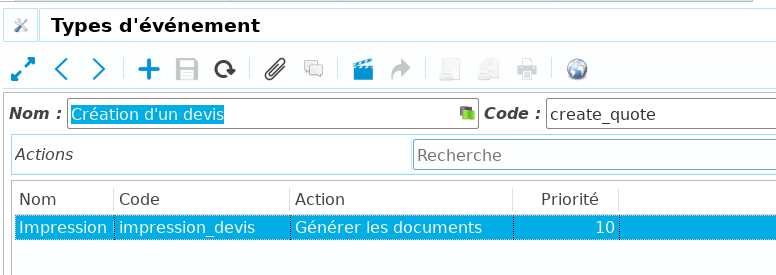 Types d'événement
Nom : Création d'un devis Code : create_quote
Actions Recherche
Nom Code Action Priorité
Impression impression_devis Générer les documents 10